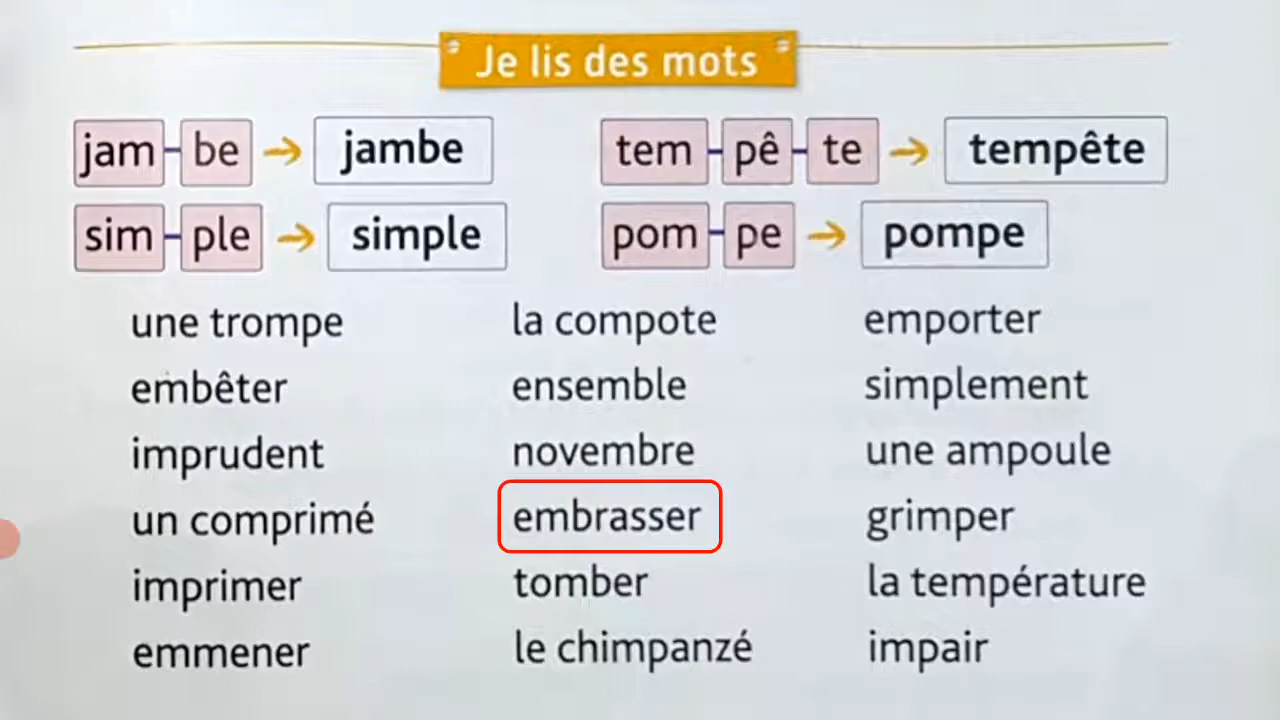 Je lis des mots
jam - be → jambe
tem - pê - te → tempête
sim - ple → simple
pom - pe → pompe
une trompe
embêter
imprudent
un comprimé
imprimer
emmener
la compote
ensemble
novembre
embrasser
tomber
le chimpanzé
emporter
simplement
une ampoule
grimper
la température
impair